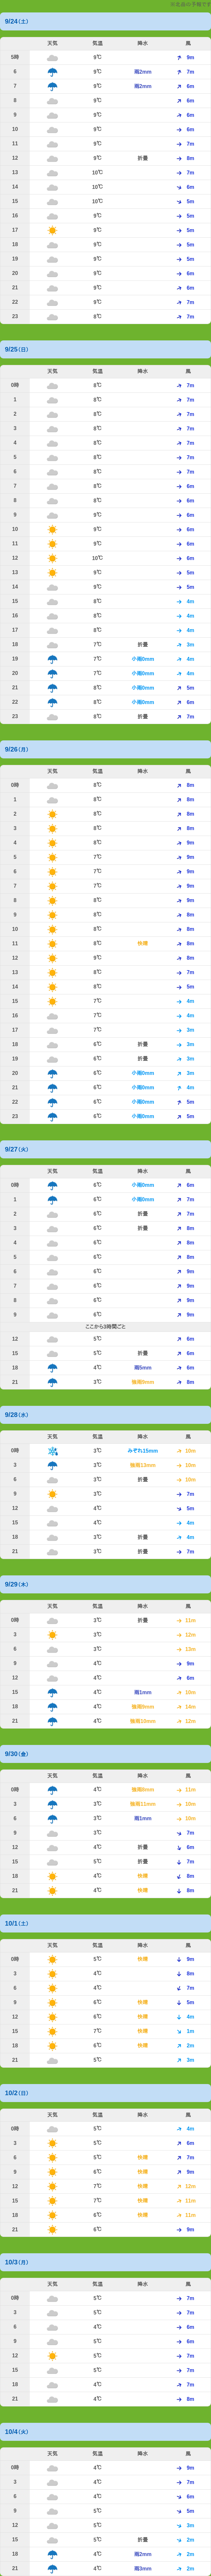 ※名前の予報です
9/24(土)
天気 気温 降水 風
5時 9℃ 9m
6 9℃ 雨2mm 7m
7 9℃ 雨2mm 6m
8 9℃ 6m
9 9℃ 6m
10 9℃ 6m
11 9℃ 7m
12 9℃ 折畳 8m
13 10℃ 7m
14 10℃ 6m
15 10℃ 5m
16 9℃ 5m
17 9℃ 5m
18 9℃ 5m
19 9℃ 5m
20 9℃ 6m
21 9℃ 6m
22 9℃ 7m
23 8℃ 7m
9/25(日)
天気 気温 降水 風
0時 8℃ 7m
1 8℃ 7m
2 8℃ 7m
3 8℃ 7m
4 8℃ 7m
5 8℃ 7m
6 8℃ 7m
7 8℃ 6m
8 8℃ 6m
9 9℃ 6m
10 9℃ 6m
11 9℃ 6m
12 10℃ 6m
13 9℃ 5m
14 9℃ 5m
15 8℃ 4m
16 8℃ 4m
17 8℃ 4m
18 7℃ 折畳 3m
19 7℃ 小雨0mm 4m
20 7℃ 小雨0mm 4m
21 8℃ 小雨0mm 5m
22 8℃ 小雨0mm 6m
23 8℃ 折畳 7m
9/26(月)
天気 気温 降水 風
0時 8℃ 8m
1 8℃ 8m
2 8℃ 8m
3 8℃ 8m
4 8℃ 9m
5 7℃ 9m
6 7℃ 9m
7 7℃ 9m
8 8℃ 9m
9 8℃ 8m
10 8℃ 8m
11 8℃ 快晴 8m
12 9℃ 8m
13 8℃ 7m
14 8℃ 5m
15 7℃ 4m
16 7℃ 4m
17 7℃ 3m
18 6℃ 折畳 3m
19 6℃ 折畳 3m
20 6℃ 小雨0mm 3m
21 6℃ 小雨0mm 4m
22 6℃ 小雨0mm 5m
23 6℃ 小雨0mm 5m
9/27(火)
天気 気温 降水 風
0時 6℃ 小雨0mm 6m
1 6℃ 小雨0mm 7m
2 6℃ 折畳 7m
3 6℃ 折畳 8m
4 6℃ 8m
5 6℃ 8m
6 6℃ 9m
7 6℃ 9m
8 6℃ 9m
9 6℃ 9m
ここから3時間ごと
12 5℃ 6m
15 5℃ 折畳 6m
18 4℃ 雨5mm 6m
21 3℃ 強雨9mm 8m
9/28(水)
天気 気温 降水 風
0時 3℃ みぞれ15mm 10m
3 3℃ 強雨13mm 10m
6 3℃ 折畳 10m
9 3℃ 7m
12 4℃ 5m
15 4℃ 4m
18 3℃ 折畳 4m
21 3℃ 折畳 7m
9/29(木)
天気 気温 降水 風
0時 3℃ 折畳 11m
3 3℃ 12m
6 3℃ 13m
9 4℃ 9m
12 4℃ 6m
15 4℃ 雨1mm 10m
18 4℃ 強雨9mm 14m
21 4℃ 強雨10mm 12m
9/30(金)
天気 気温 降水 風
0時 4℃ 強雨8mm 11m
3 3℃ 強雨11mm 10m
6 3℃ 雨1mm 10m
9 3℃ 7m
12 4℃ 折畳 6m
15 5℃ 折畳 7m
18 4℃ 快晴 8m
21 4℃ 快晴 8m
10/1(土)
天気 気温 降水 風
0時 5℃ 快晴 9m
3 4℃ 8m
6 4℃ 7m
9 6℃ 快晴 5m
12 6℃ 快晴 4m
15 7℃ 快晴 1m
18 6℃ 快晴 2m
21 5℃ 3m
10/2(日)
天気 気温 降水 風
0時 5℃ 4m
3 5℃ 6m
6 5℃ 快晴 7m
9 6℃ 快晴 9m
12 7℃ 快晴 12m
15 7℃ 快晴 11m
18 6℃ 快晴 11m
21 6℃ 9m
10/3(月)
天気 気温 降水 風
0時 5℃ 7m
3 5℃ 7m
6 4℃ 6m
9 5℃ 6m
12 5℃ 7m
15 5℃ 7m
18 4℃ 7m
21 4℃ 8m
10/4(火)
天気 気温 降水 風
0時 4℃ 9m
3 4℃ 7m
6 4℃ 6m
9 5℃ 5m
12 5℃ 3m
15 5℃ 折畳 2m
18 4℃ 雨2mm 2m
21 4℃ 雨3mm 2m